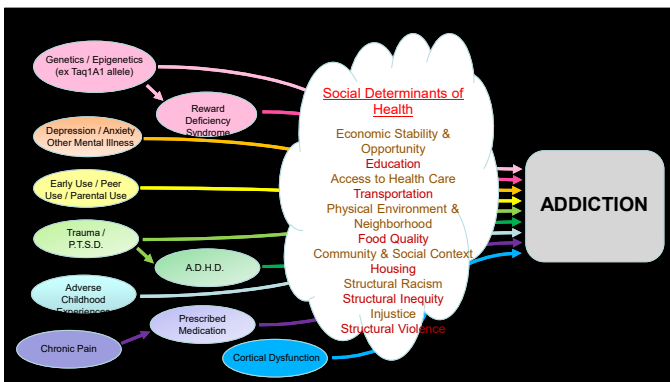 Genetics / Epigenetics
(ex Taq1A1 allele)
Reward
Deficiency
Syndrome
Depression / Anxiety
Other Mental Illness
Early Use / Peer
Use / Parental Use
Trauma /
P.T.S.D.
A.D.H.D.
Adverse
Childhood
Experiences
Prescribed
Medication
Chronic Pain
Cortical Dysfunction
Social Determinants of
Health
Economic Stability &
Opportunity
Education
Access to Health Care
Transportation
Physical Environment &
Neighborhood
Food Quality
Community & Social Context
Housing
Structural Racism
Structural Inequity
Injustice
Structural Violence
ADDICTION